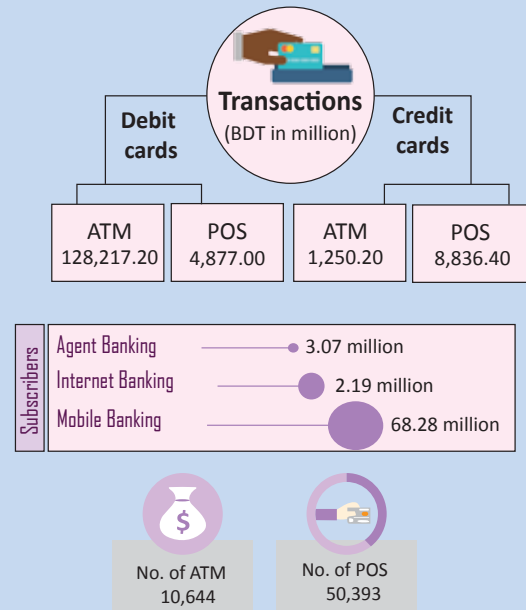 Transactions
(BDT in million)
Debit
cards
Credit
cards
ATM
128,217.20
POS
4,877.00
ATM
1,250.20
POS
8,836.40
Subscribers
Agent Banking 3.07 million
Internet Banking 2.19 million
Mobile Banking 68.28 million
$
No. of ATM
10,644
No. of POS
50,393